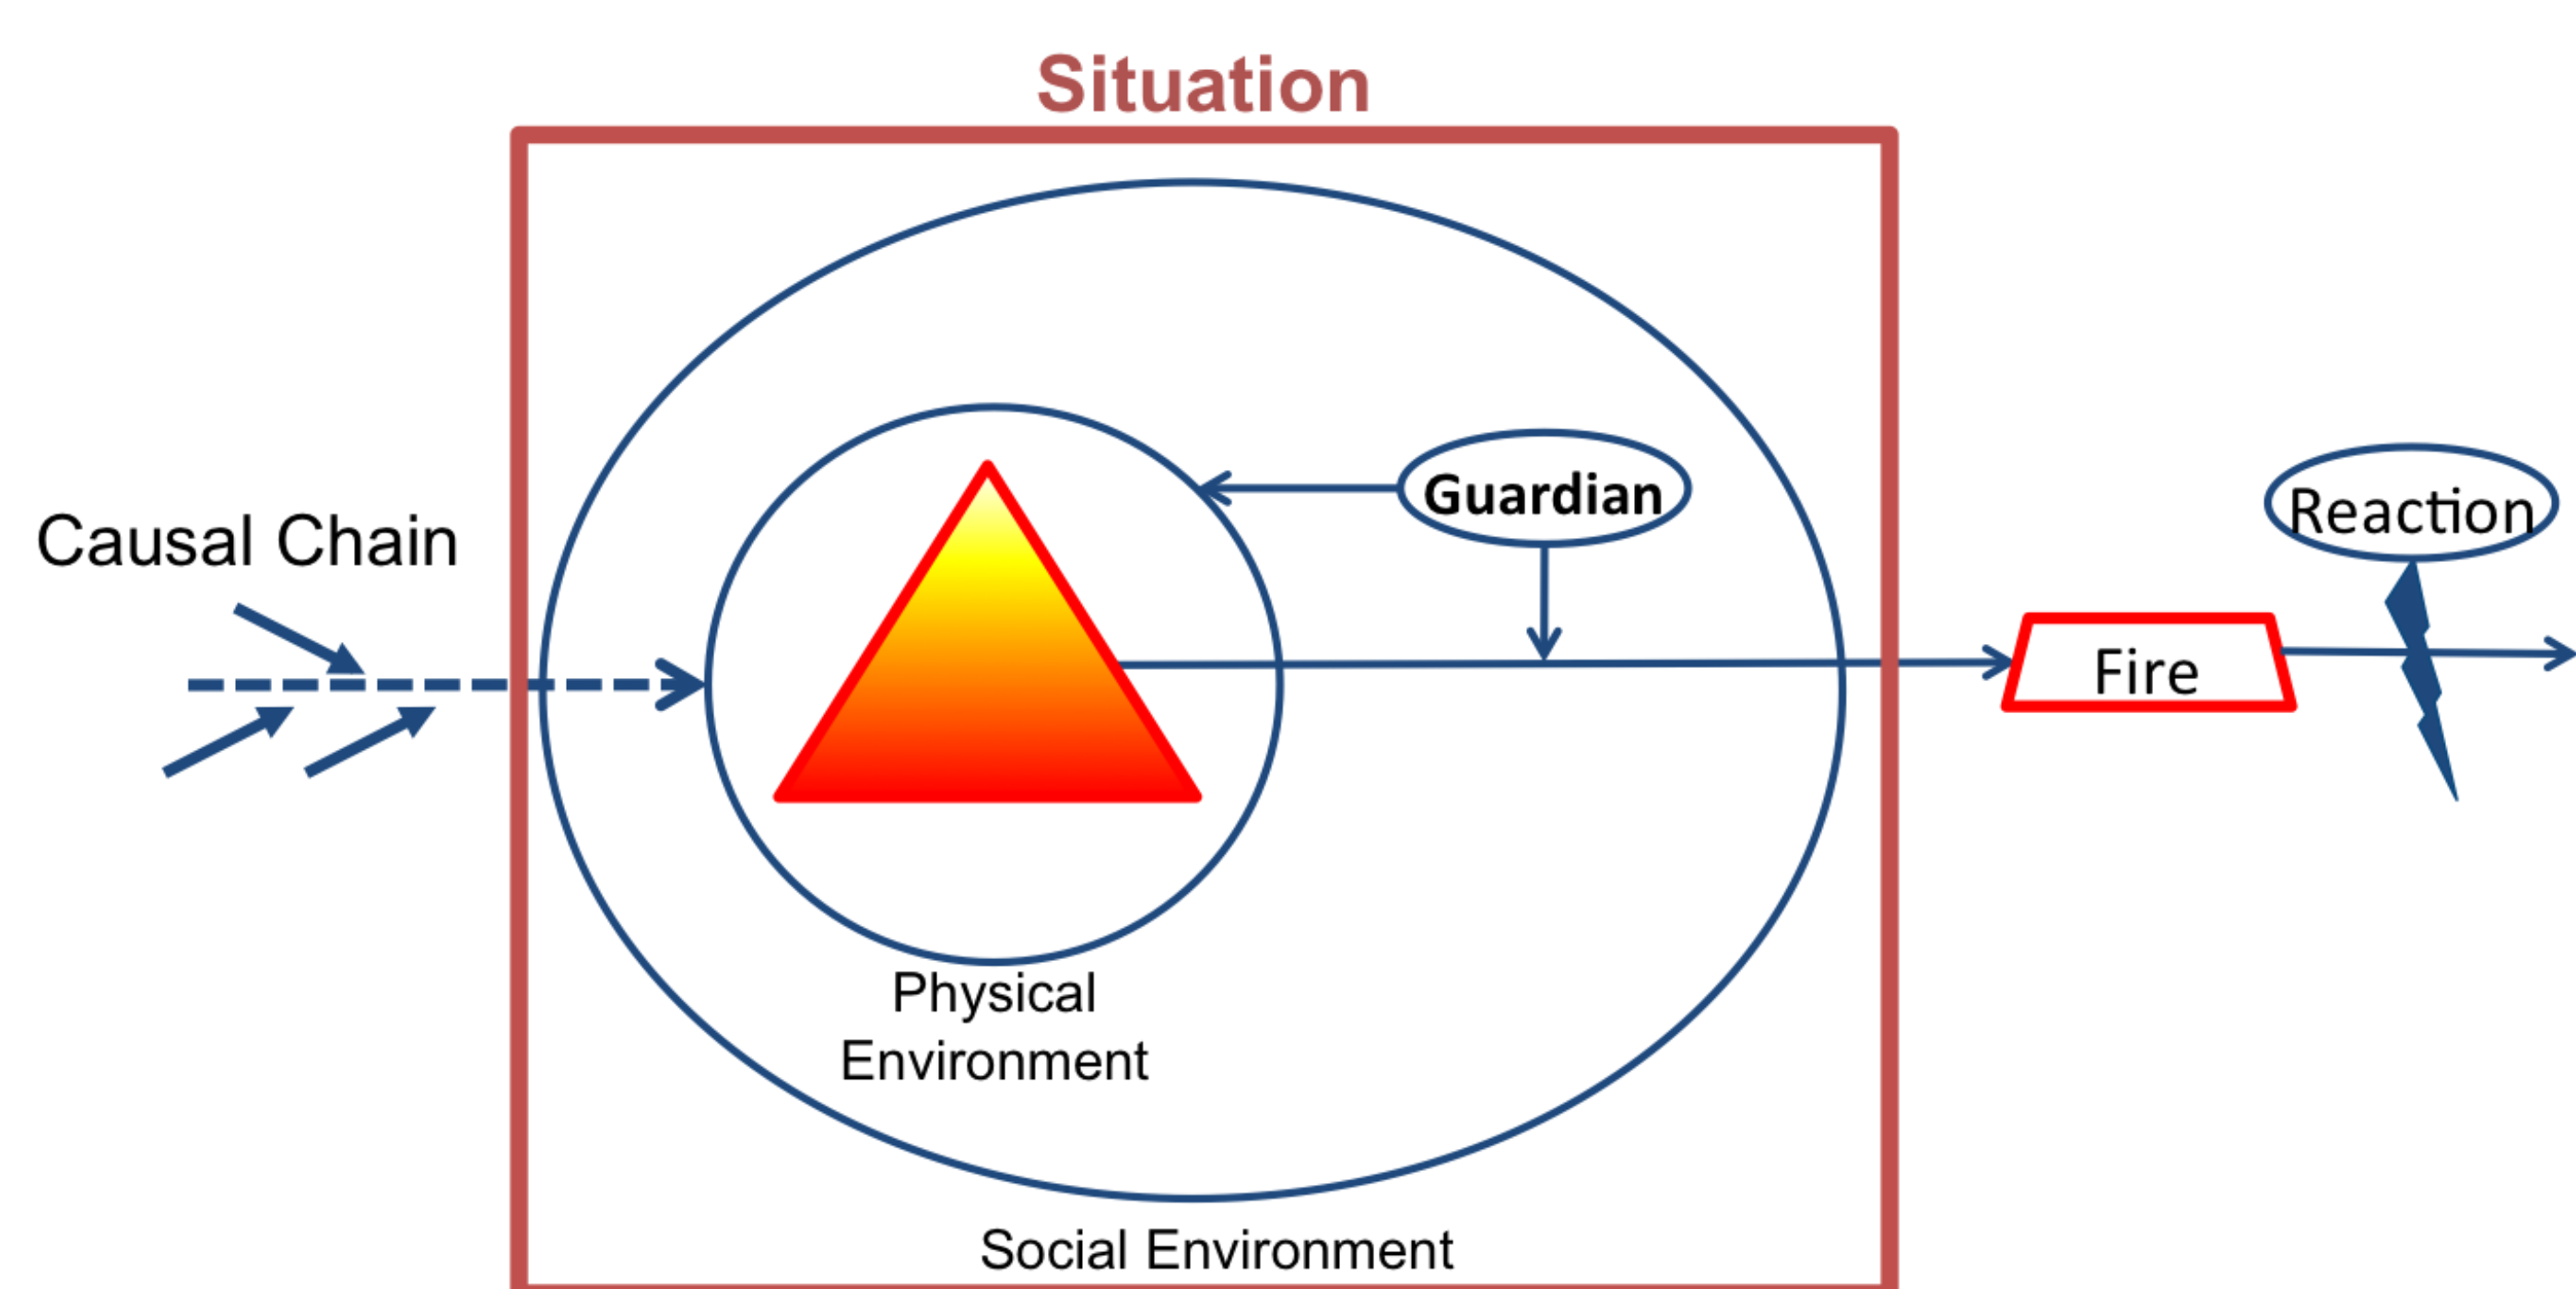 Situation
Causal Chain
Guardian
Reaction
Fire
Physical
Environment
Social Environment